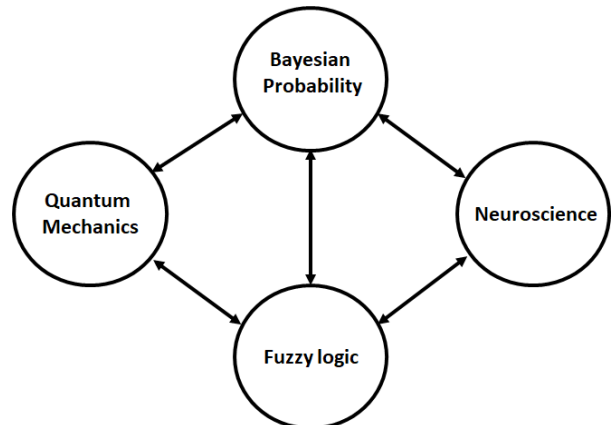 Bayesian
Probability
Quantum
Mechanics
Neuroscience
Fuzzy logic